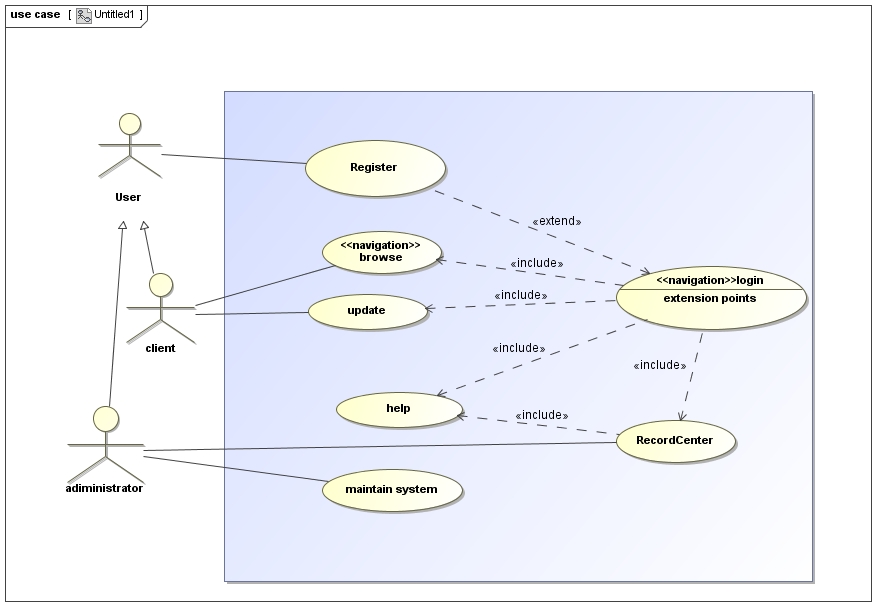 use case [ Untitled1 ]
User
Register
«extend»
<<navigation>>
browse
«include»
<<navigation>>login
extension points
update
«include»
client
«include»
«include»
help
«include»
RecordCenter
adiministrator
maintain system